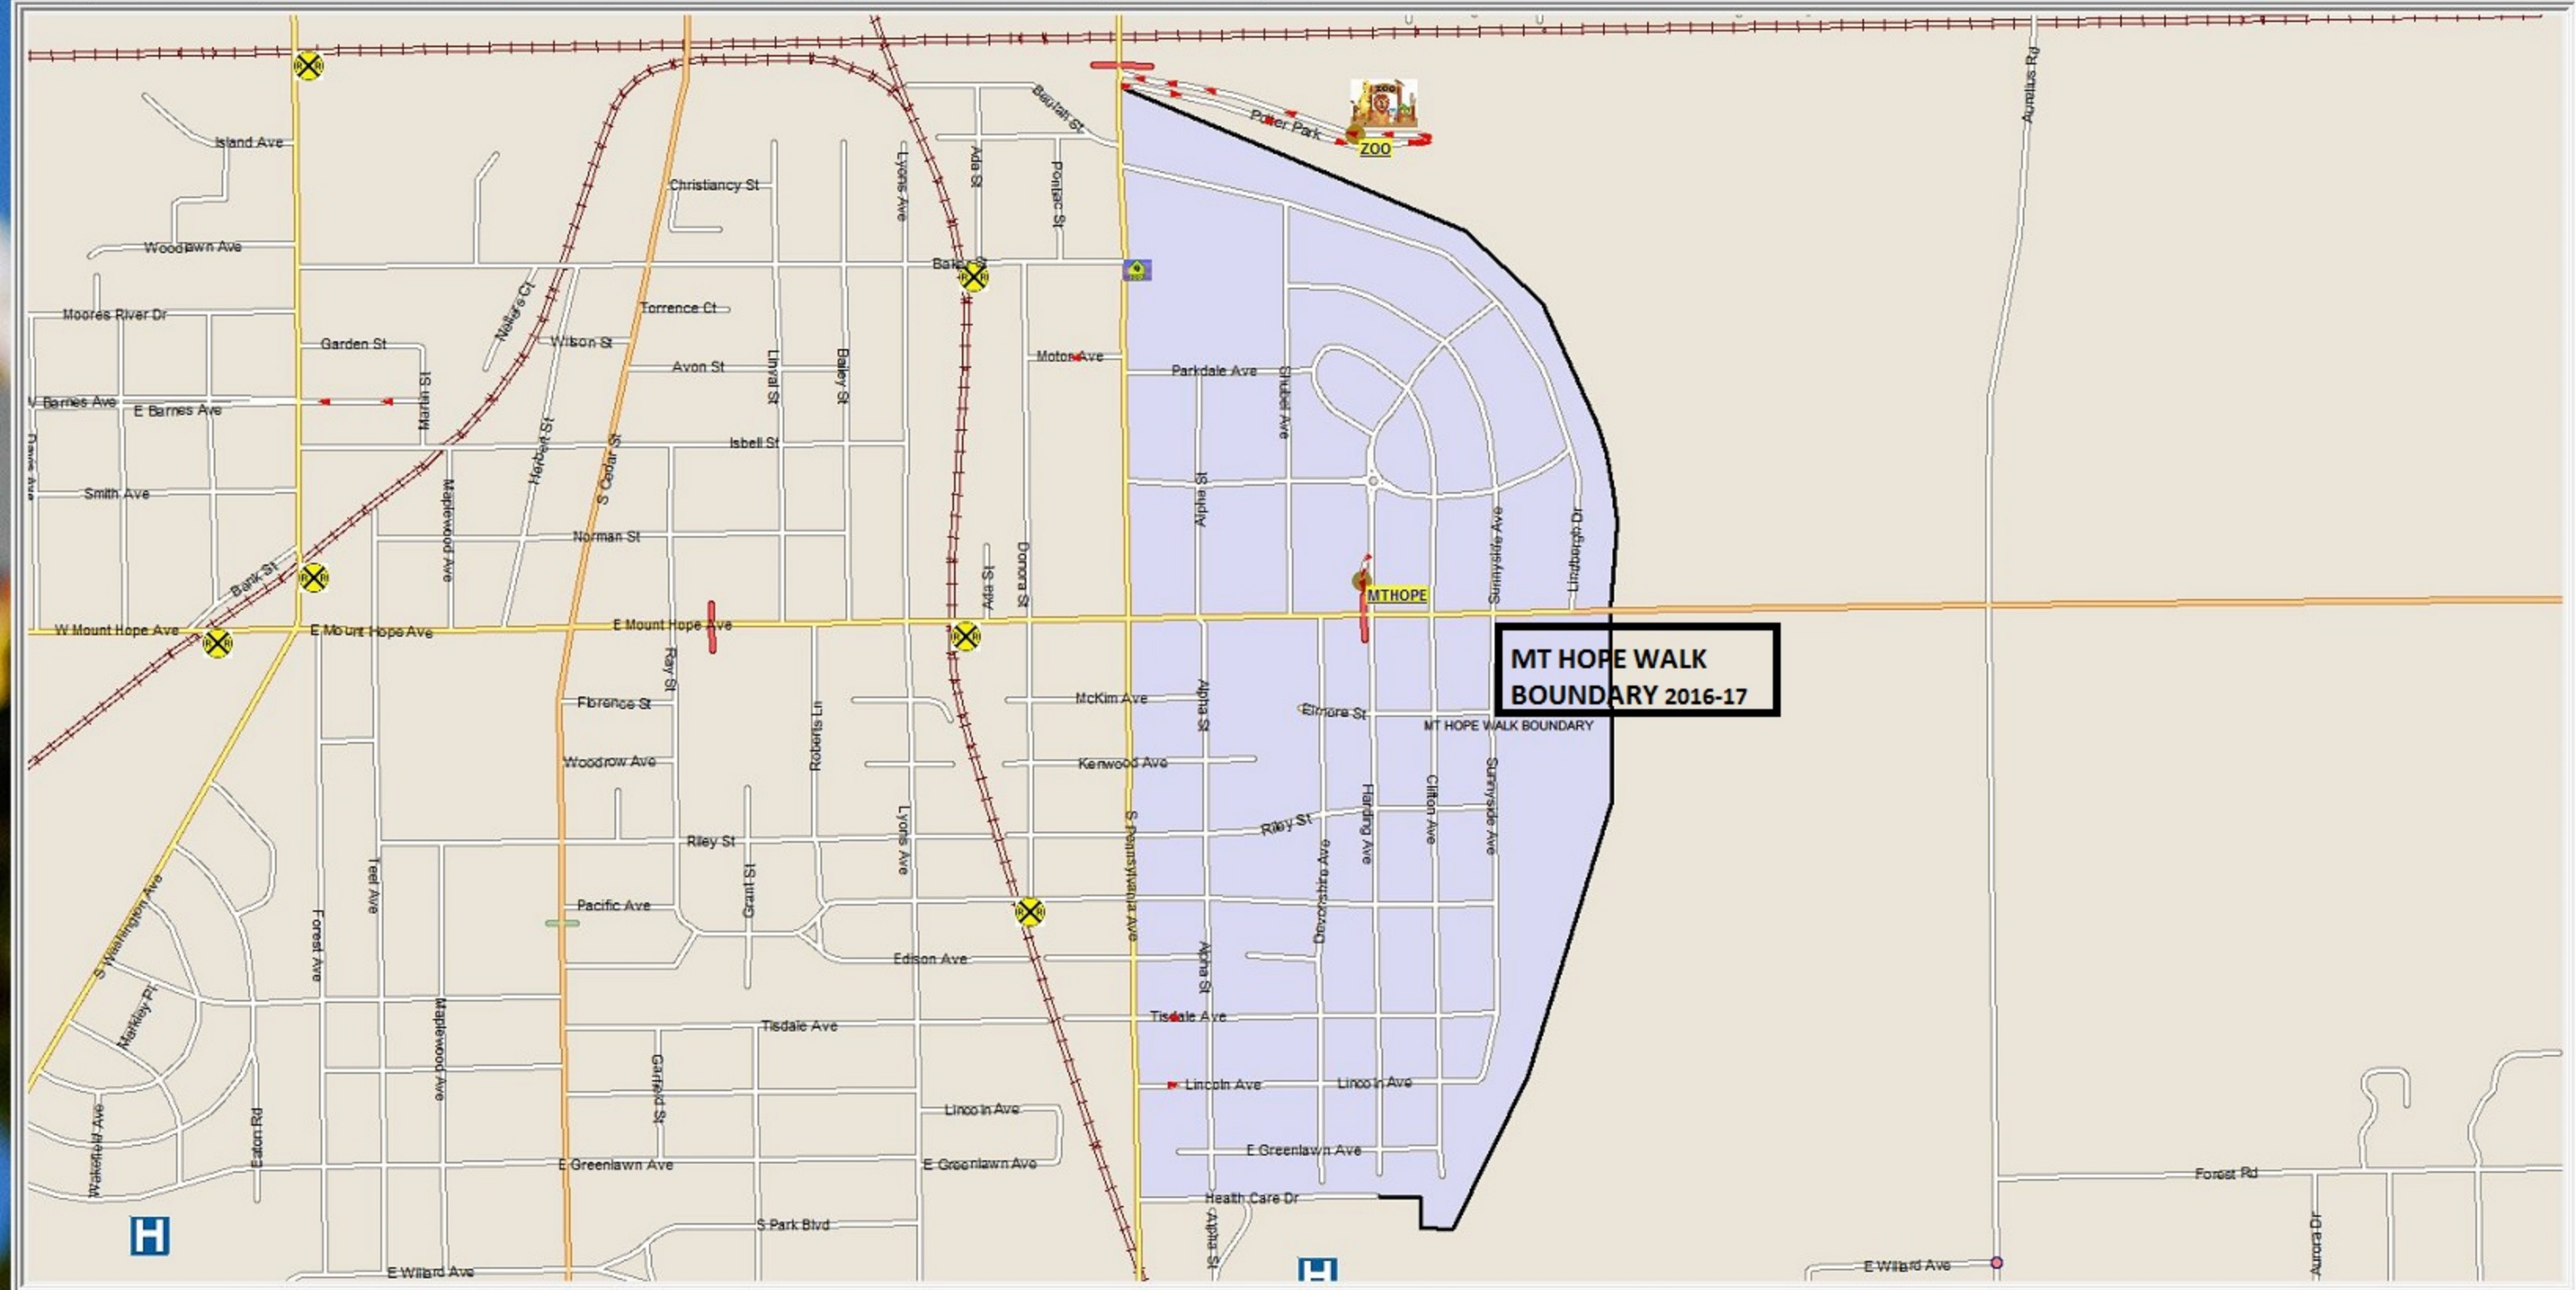 Aurelius Rd
Beulah St
Potter Park
ZOO
Island Ave
Ada St
Lyons Ave
Pontiac St
Christiancy St
Woodlawn Ave
Baker St
Moores River Dr
Nellers Ct
Torrence Ct
Garden St
Wilson St
Motor Ave
Avon St
Linval St
Bailey St
Parkdale Ave
Shubel Ave
Martin St
W Barnes Ave
E Barnes Ave
Herbert St
S Cedar St
Isbell St
Davis Ave
Smith Ave
Maplewood Ave
Alpha St
Norman St
Donora St
Ada St
Sunnyside Ave
Lindbergh Dr
Bank St
MTHOPE
W Mount Hope Ave
E Mount Hope Ave
E Mount Hope Ave
MT HOPE WALK
BOUNDARY 2016-17
Ray St
Florence St
Roberts Ln
McKim Ave
Alpha St
Elmore St
MT HOPE WALK BOUNDARY
Woodrow Ave
Kenwood Ave
Harding Ave
Clifton Ave
Sunnyside Ave
Riley St
Riley St
Lyons Ave
S Pennsylvania Ave
Teel Ave
Grant St
Devonshire Ave
Pacific Ave
S Washington Ave
Forest Ave
Edison Ave
Alpha St
Markley Pl
Maplewood Ave
Tisdale Ave
Tisdale Ave
Garfield St
Lincoln Ave
Lincoln Ave
Lincoln Ave
Eaton Rd
E Greenlawn Ave
E Greenlawn Ave
E Greenlawn Ave
Forest Rd
Health Care Dr
S Park Blvd
Alpha St
Aurora Dr
H
H
E Willard Ave
E Willard Ave